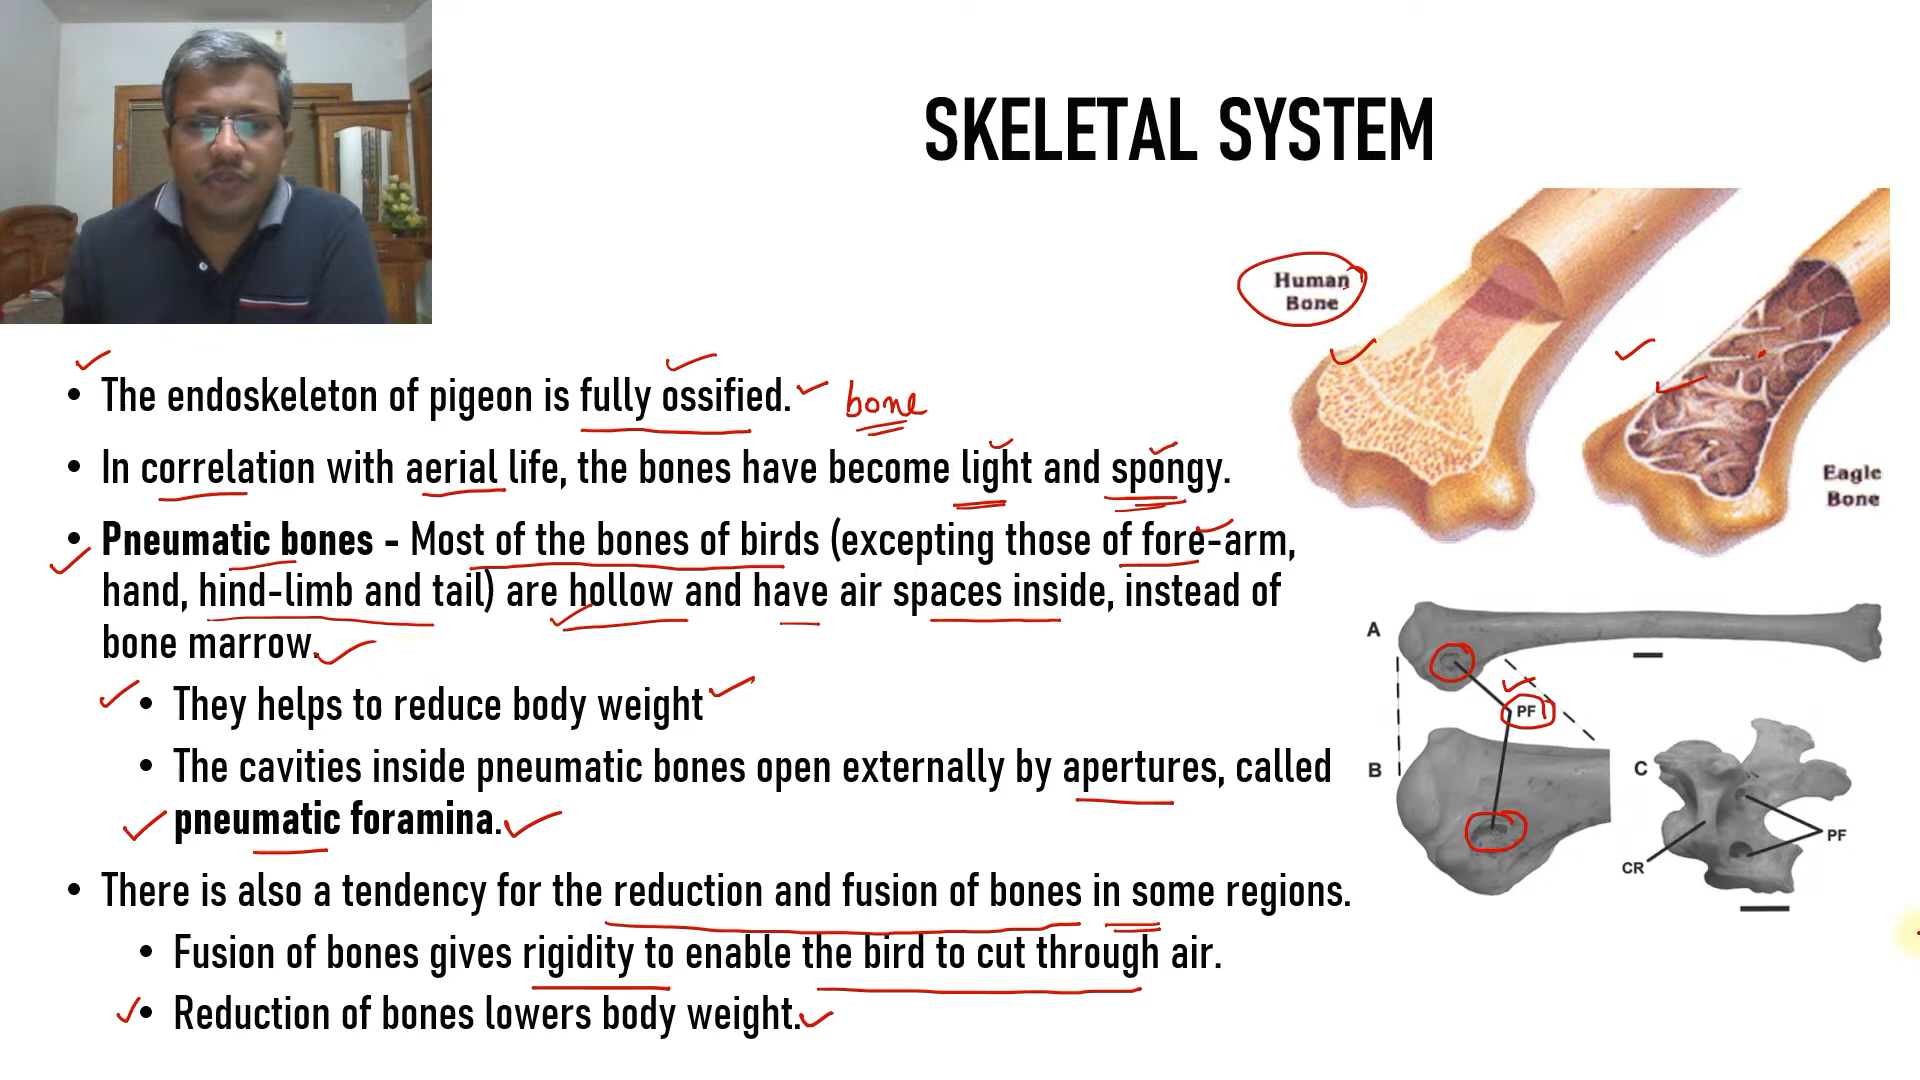 SKELETAL SYSTEM
Human
Bone
Eagle
Bone
• The endoskeleton of pigeon is fully ossified. bone
• In correlation with aerial life, the bones have become light and spongy.
• Pneumatic bones - Most of the bones of birds (excepting those of fore-arm,
hand, hind-limb and tail) are hollow and have air spaces inside, instead of
bone marrow.
• They helps to reduce body weight
• The cavities inside pneumatic bones open externally by apertures, called
pneumatic foramina.
• There is also a tendency for the reduction and fusion of bones in some regions.
• Fusion of bones gives rigidity to enable the bird to cut through air.
• Reduction of bones lowers body weight.
A
PF
B
C
PF
CR